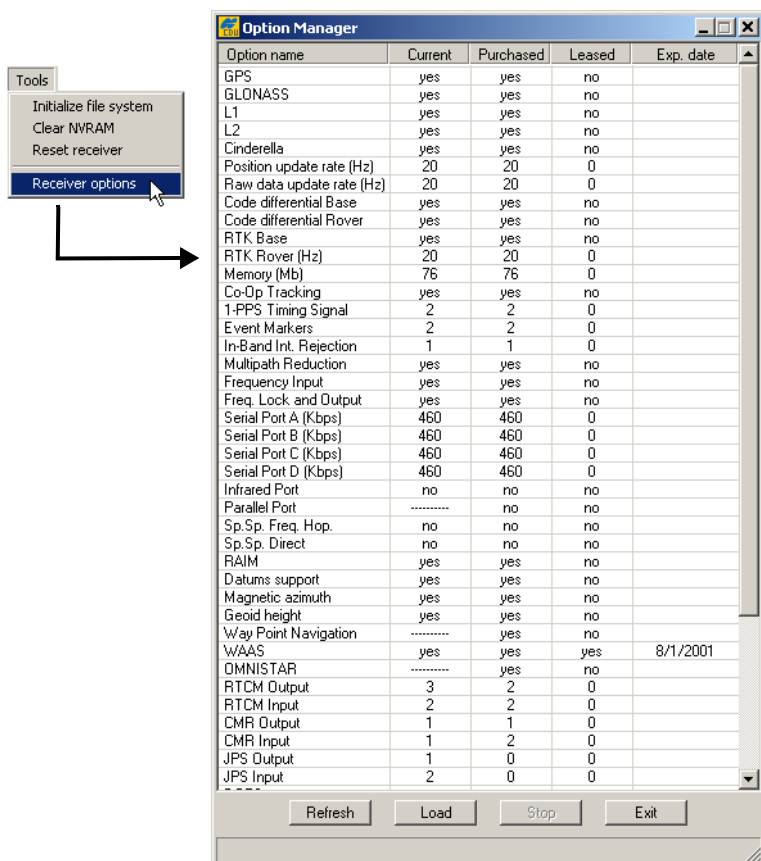 Tools
Initialize file system
Clear NVRAM
Reset receiver
Receiver options
CDU Option Manager
Option name Current Purchased Leased Exp. date
GPS yes yes no
GLONASS yes yes no
L1 yes yes no
L2 yes yes no
Cinderella yes yes no
Position update rate (Hz) 20 20 0
Raw data update rate (Hz) 20 20 0
Code differential Base yes yes no
Code differential Rover yes yes no
RTK Base yes yes no
RTK Rover (Hz) 20 20 0
Memory (Mb) 76 76 0
Co-Op Tracking yes yes no
1-PPS Timing Signal 2 2 0
Event Markers 2 2 0
In-Band Int. Rejection 1 1 0
Multipath Reduction yes yes no
Frequency Input yes yes no
Freq. Lock and Output yes yes no
Serial Port A (Kbps) 460 460 0
Serial Port B (Kbps) 460 460 0
Serial Port C (Kbps) 460 460 0
Serial Port D (Kbps) 460 460 0
Infrared Port no no no
Parallel Port --------- no no
Sp.Sp. Freq. Hop. no no no
Sp.Sp. Direct no no no
RAIM yes yes no
Datums support yes yes no
Magnetic azimuth yes yes no
Geoid height yes yes no
Way Point Navigation --------- yes no
WAAS yes yes yes 8/1/2001
OMNISTAR --------- yes no
RTCM Output 3 2 0
RTCM Input 2 2 0
CMR Output 1 1 0
CMR Input 1 2 0
JPS Output 1 0 0
JPS Input 2 0 0
Refresh Load Stop Exit